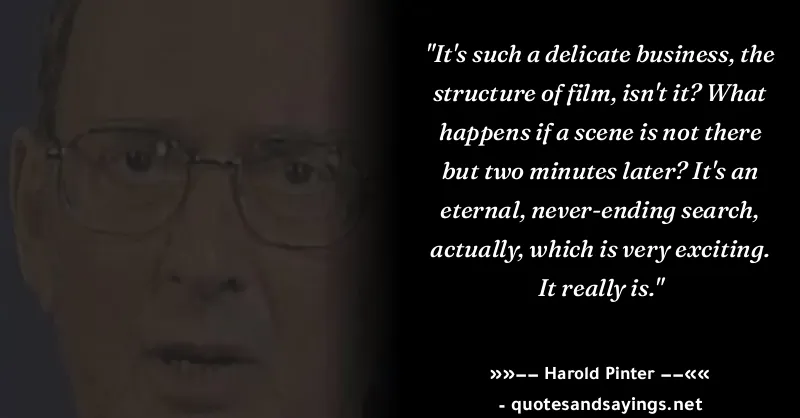 "It's such a delicate business, the
structure of film, isn't it? What
happens if a scene is not there
but two minutes later? It's an
eternal, never-ending search,
actually, which is very exciting.
It really is."
»»−− Harold Pinter −−««
- quotesandsayings.net